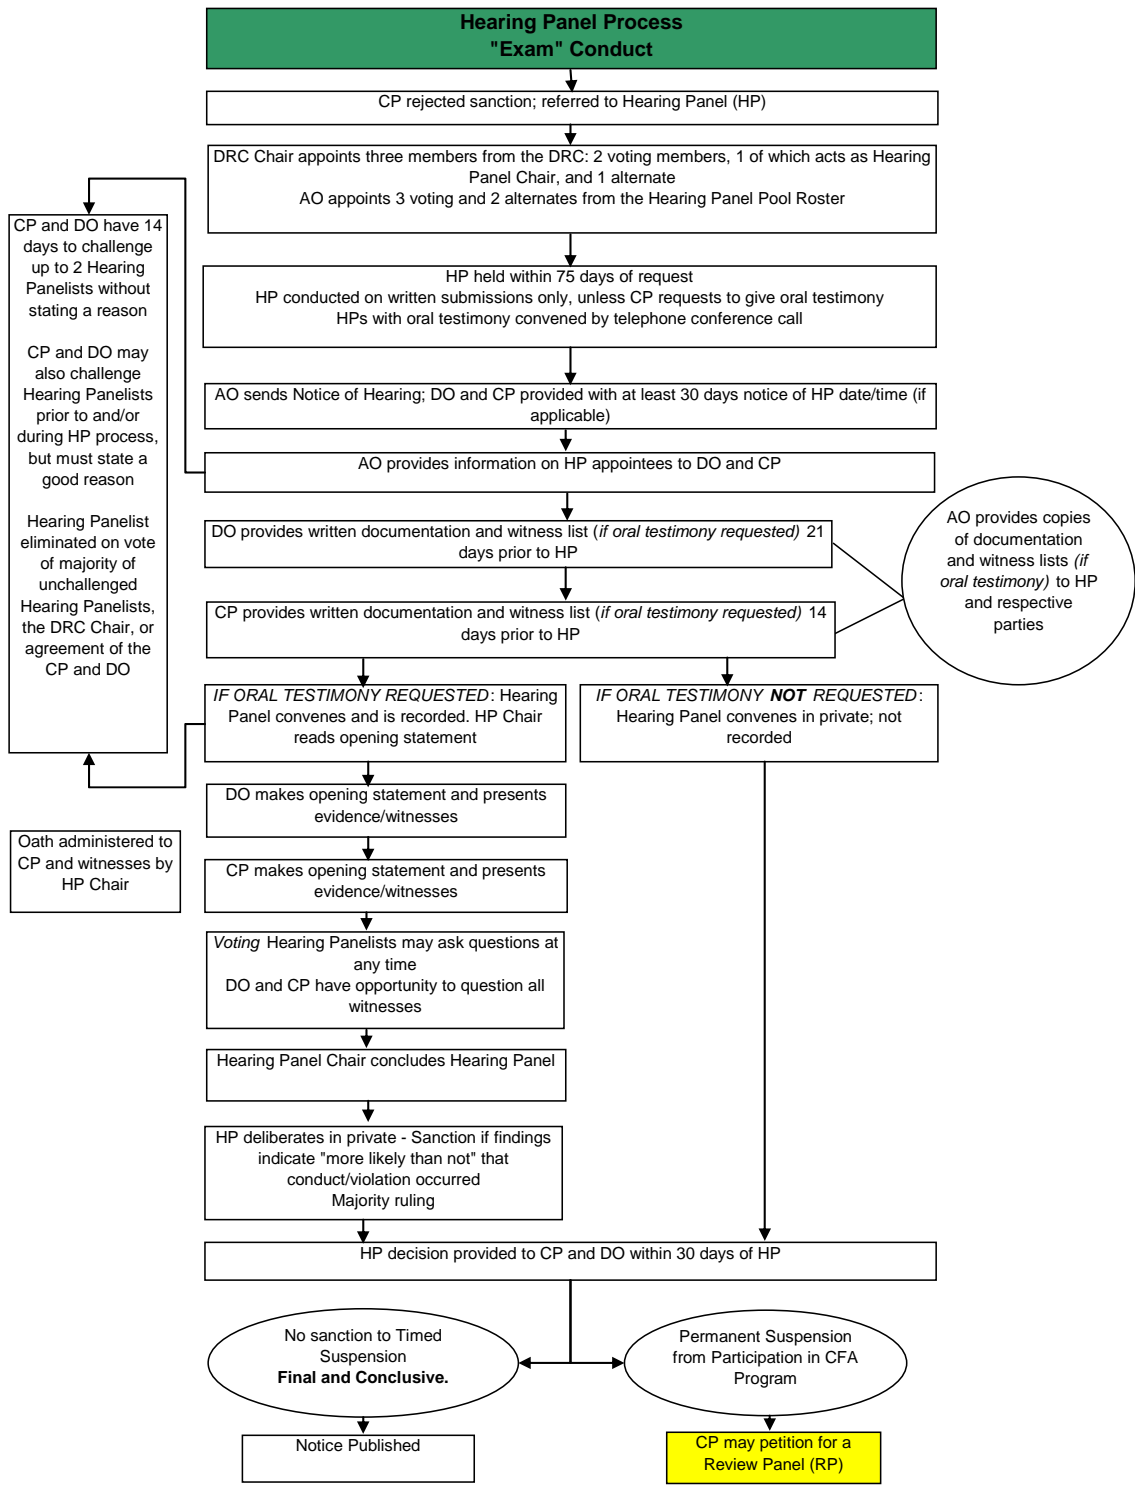 Hearing Panel Process
"Exam" Conduct
CP rejected sanction; referred to Hearing Panel (HP)
DRC Chair appoints three members from the DRC: 2 voting members, 1 of which acts as Hearing
Panel Chair, and 1 alternate
AO appoints 3 voting and 2 alternates from the Hearing Panel Pool Roster
CP and DO have 14
days to challenge
up to 2 Hearing
Panelists without
stating a reason
CP and DO may
also challenge
Hearing Panelists
prior to and/or
during HP process,
but must state a
good reason
Hearing Panelist
eliminated on vote
of majority of
unchallenged
Hearing Panelists,
the DRC Chair, or
agreement of the
CP and DO
HP held within 75 days of request
HP conducted on written submissions only, unless CP requests to give oral testimony
HPs with oral testimony convened by telephone conference call
AO sends Notice of Hearing; DO and CP provided with at least 30 days notice of HP date/time (if
applicable)
AO provides information on HP appointees to DO and CP
DO provides written documentation and witness list (if oral testimony requested) 21
days prior to HP
AO provides copies
of documentation
and witness lists (if
oral testimony) to HP
and respective
parties
CP provides written documentation and witness list (if oral testimony requested) 14
days prior to HP
IF ORAL TESTIMONY REQUESTED: Hearing
Panel convenes and is recorded. HP Chair
reads opening statement
IF ORAL TESTIMONY NOT REQUESTED:
Hearing Panel convenes in private; not
recorded
DO makes opening statement and presents
evidence/witnesses
Oath administered to
CP and witnesses by
HP Chair
CP makes opening statement and presents
evidence/witnesses
Voting Hearing Panelists may ask questions at
any time
DO and CP have opportunity to question all
witnesses
Hearing Panel Chair concludes Hearing Panel
HP deliberates in private - Sanction if findings
indicate "more likely than not" that
conduct/violation occurred
Majority ruling
HP decision provided to CP and DO within 30 days of HP
No sanction to Timed
Suspension
Final and Conclusive.
Permanent Suspension
from Participation in CFA
Program
Notice Published
CP may petition for a
Review Panel (RP)